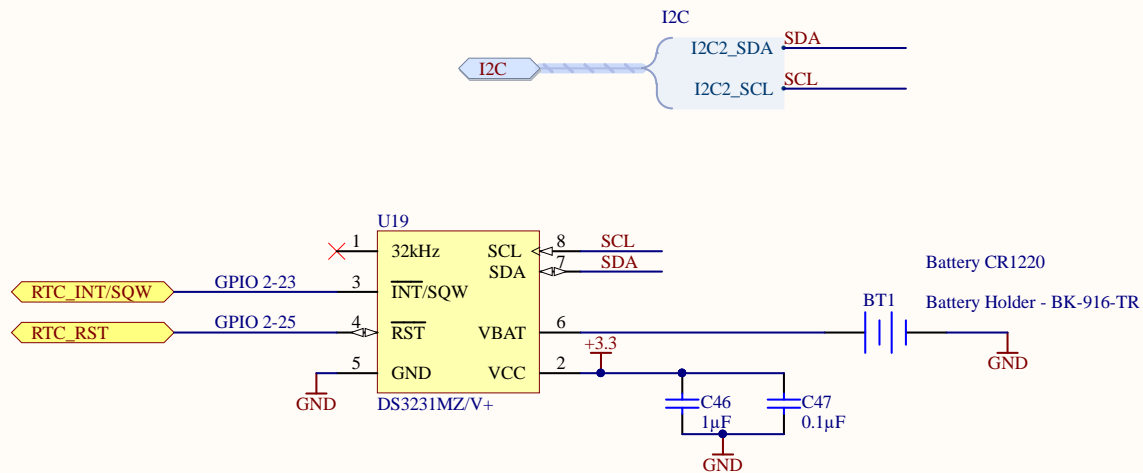 I2C
I2C
I2C2_SDA
SDA
I2C2_SCL
SCL
U19
1
32kHz
SCL
8
SCL
SDA
7
SDA
RTC_INT/SQW
GPIO 2-23
3
INT/SQW
RTC_RST
GPIO 2-25
4
RST
VBAT
6
BT1
Battery CR1220
Battery Holder - BK-916-TR
GND
+3.3
5
GND
VCC
2
GND
DS3231MZ/V+
C46
1µF
C47
0.1µF
GND